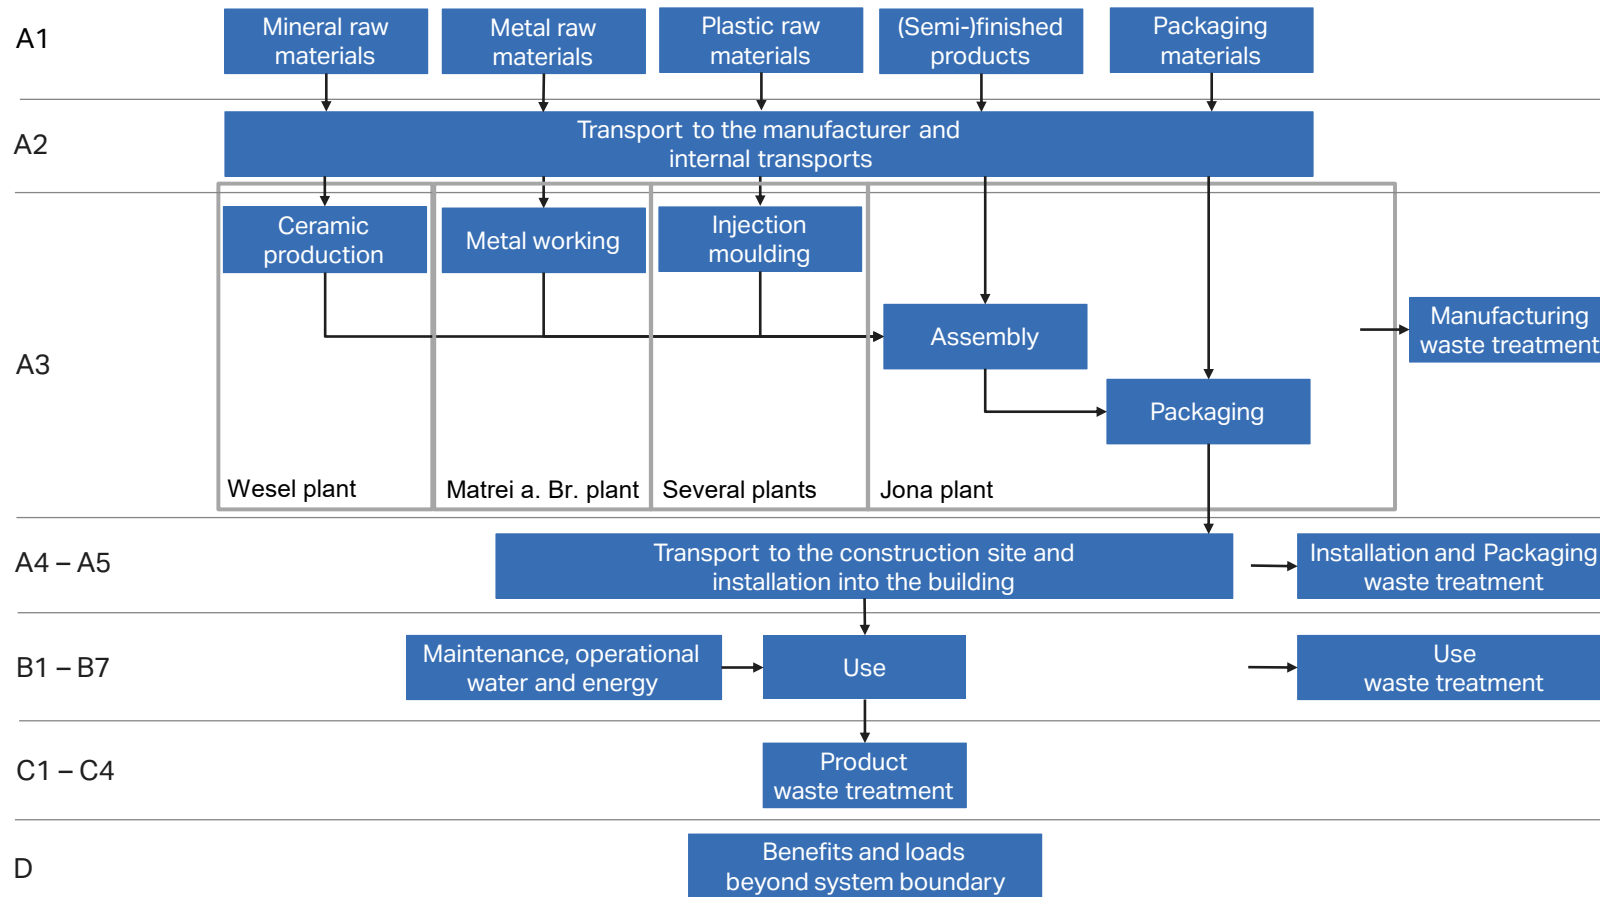 A1
Mineral raw
materials
Metal raw
materials
Plastic raw
materials
(Semi-)finished
products
Packaging
materials
A2
Transport to the manufacturer and
internal transports
A3
Ceramic
production
Metal working
Injection
moulding
Assembly
Manufacturing
waste treatment
Packaging
Wesel plant
Matrei a. Br. plant
Several plants
Jona plant
A4 – A5
Transport to the construction site and
installation into the building
Installation and Packaging
waste treatment
B1 – B7
Maintenance, operational
water and energy
Use
Use
waste treatment
C1 – C4
Product
waste treatment
D
Benefits and loads
beyond system boundary